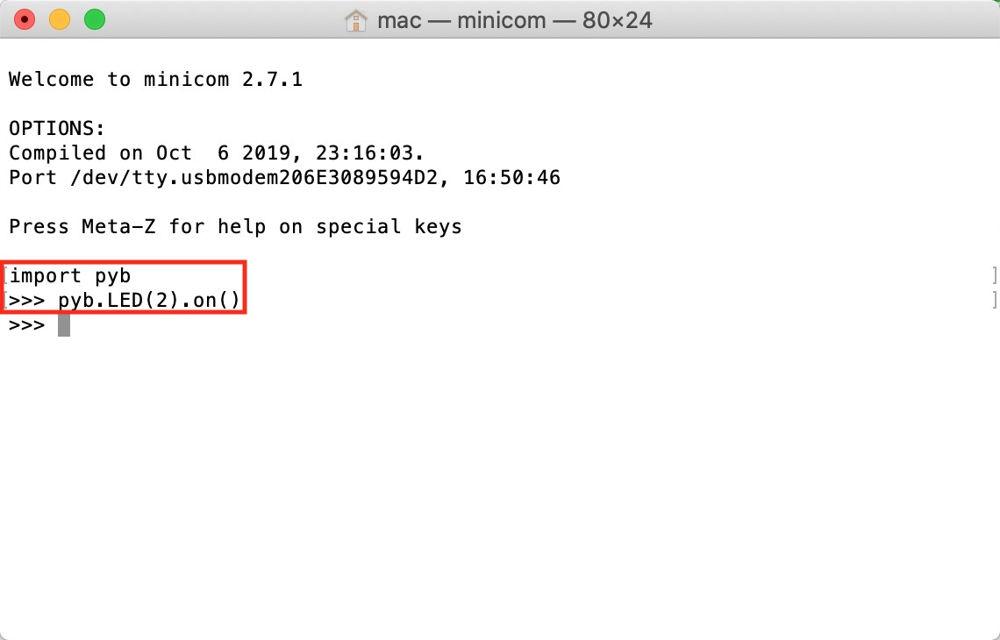 mac — minicom — 80×24
Welcome to minicom 2.7.1
OPTIONS:
Compiled on Oct  6 2019, 23:16:03.
Port /dev/tty.usbmodem206E3089594D2, 16:50:46
Press Meta-Z for help on special keys
[import pyb ]
[>>> pyb.LED(2).on() ]
>>>